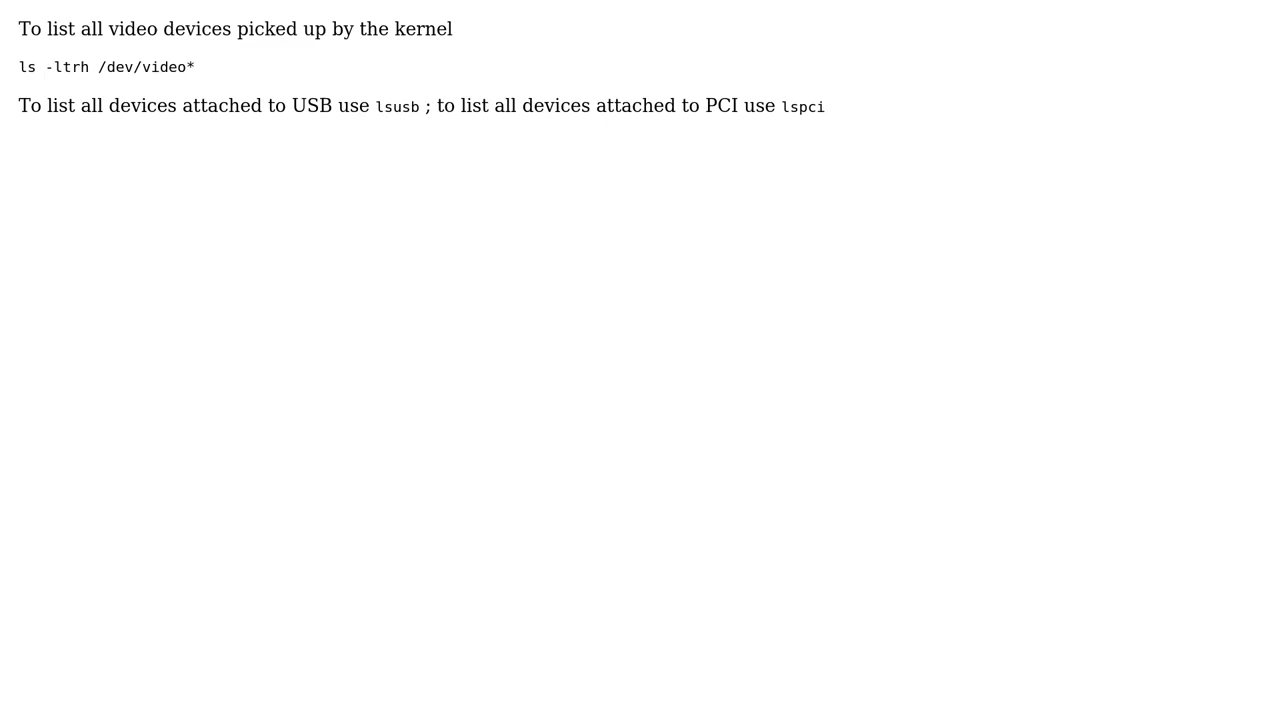 To list all video devices picked up by the kernel
ls -ltrh /dev/video*
To list all devices attached to USB use lsusb ; to list all devices attached to PCI use lspci